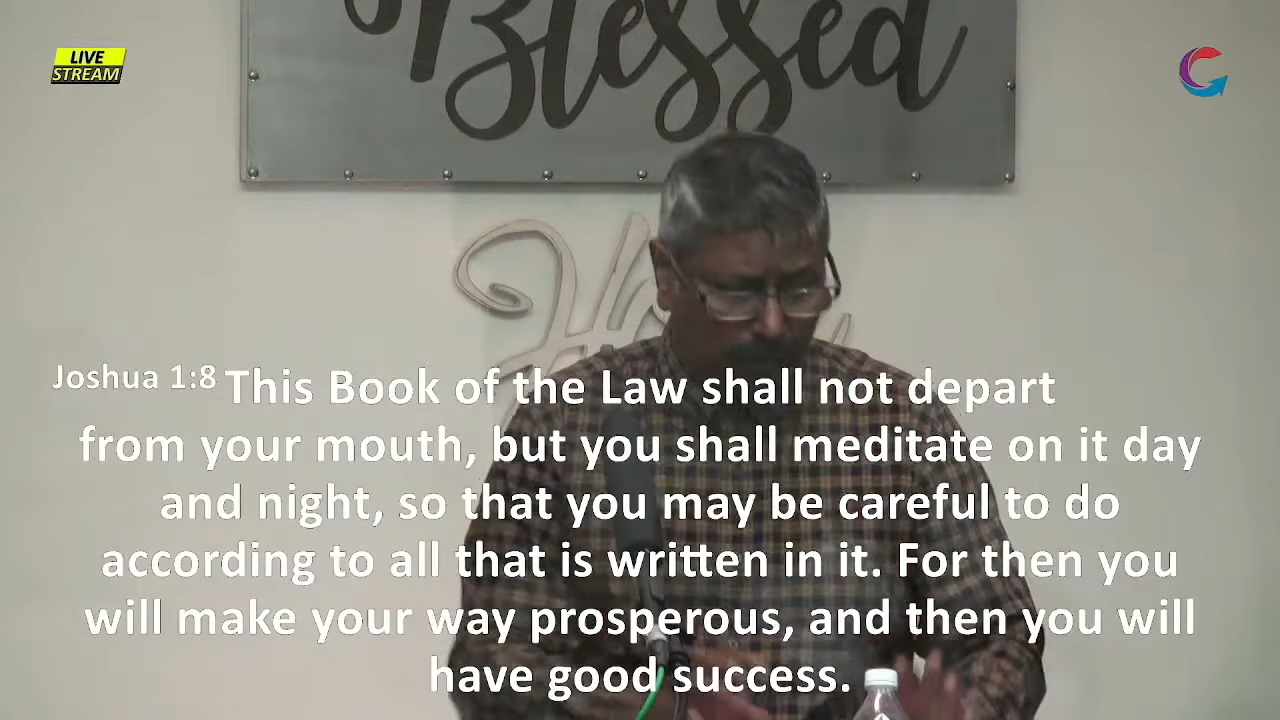 Blessed
LIVE
STREAM
Joshua 1:8 This Book of the Law shall not depart
from your mouth, but you shall meditate on it day
and night, so that you may be careful to do
according to all that is written in it. For then you
will make your way prosperous, and then you will
have good success.